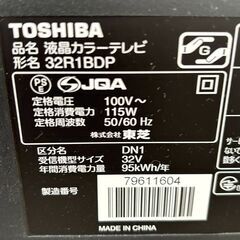 TOSHIBA
品名 液晶カラーテレビ
形名 32R1BDP
PS E JQA
定格電圧 100V～
定格消費電力 115W
定格周波数 50/60 Hz
株式会社 東芝
区分名 DN1
受信機型サイズ 32V
年間消費電力量 95kWh/年
製造番号 79611604
MADE IN CHINA